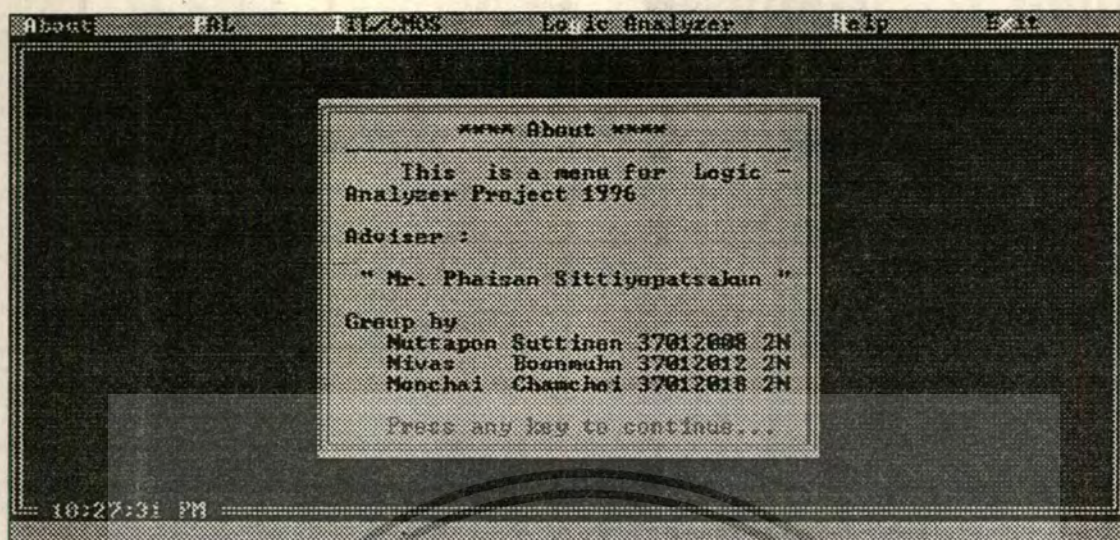 About PAL TTL/CMOS Logic Analyzer Help Exit
**** About ****
This is a menu for Logic -
Analyzer Project 1996
Adviser :
" Mr. Phaisan Sittiyopatsakun "
Group by
Nuttapon Suttinan 37012008 2N
Nivas Boonmuhn 37012012 2N
Monchai Chamchoi 37012018 2N
Press any key to continue...
10:27:31 PM